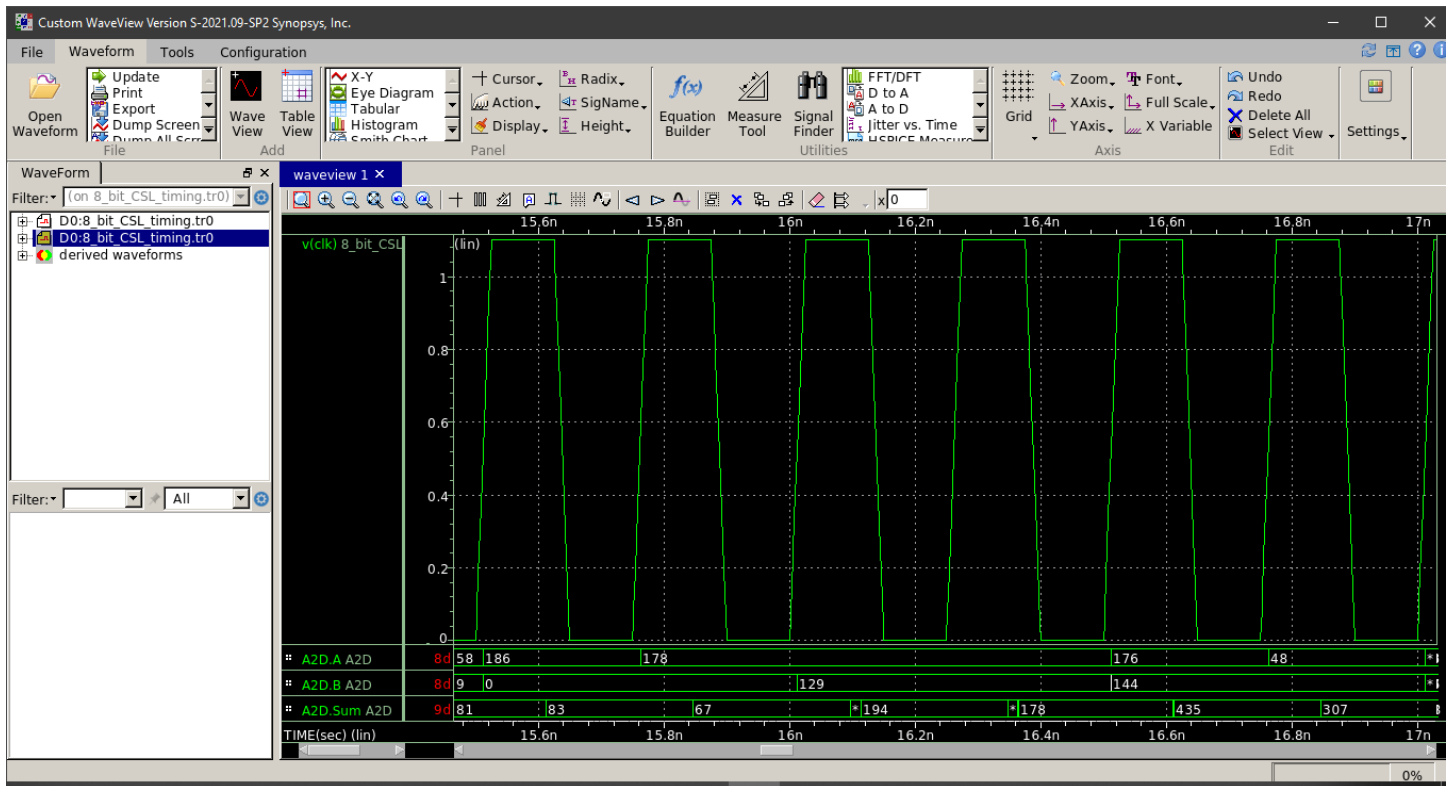 Custom WaveView Version S-2021.09-SP2 Synopsys, Inc.
File Waveform Tools Configuration
Open Waveform
Update
Print
Export
Dump Screen
File
Wave View
Table View
Add
X-Y
Eye Diagram
Tabular
Histogram
Smith Chart
Cursor Radix
Action SigName
Display Height
Panel
Equation Builder
Measure Tool
Signal Finder
FFT/DFT
D to A
A to D
Jitter vs. Time
HSPICE Measure
Utilities
Grid
Zoom Font
XAxis Full Scale
YAxis X Variable
Axis
Undo
Redo
Delete All
Select View
Edit
Settings
WaveForm
Filter: (on 8_bit_CSL_timing.tr0)
D0:8_bit_CSL_timing.tr0
D0:8_bit_CSL_timing.tr0
derived waveforms
Filter: All
waveview 1
x 0
15.6n 15.8n 16n 16.2n 16.4n 16.6n 16.8n 17n
v(clk) 8_bit_CSL (lin)
1
0.8
0.6
0.4
0.2
0
A2D.A A2D 8d 58 186 178 176 48 *
A2D.B A2D 8d 9 0 129 144 *
A2D.Sum A2D 9d 81 83 67 * 194 * 178 435 307
TIME(sec) (lin) 15.6n 15.8n 16n 16.2n 16.4n 16.6n 16.8n 17n
0%